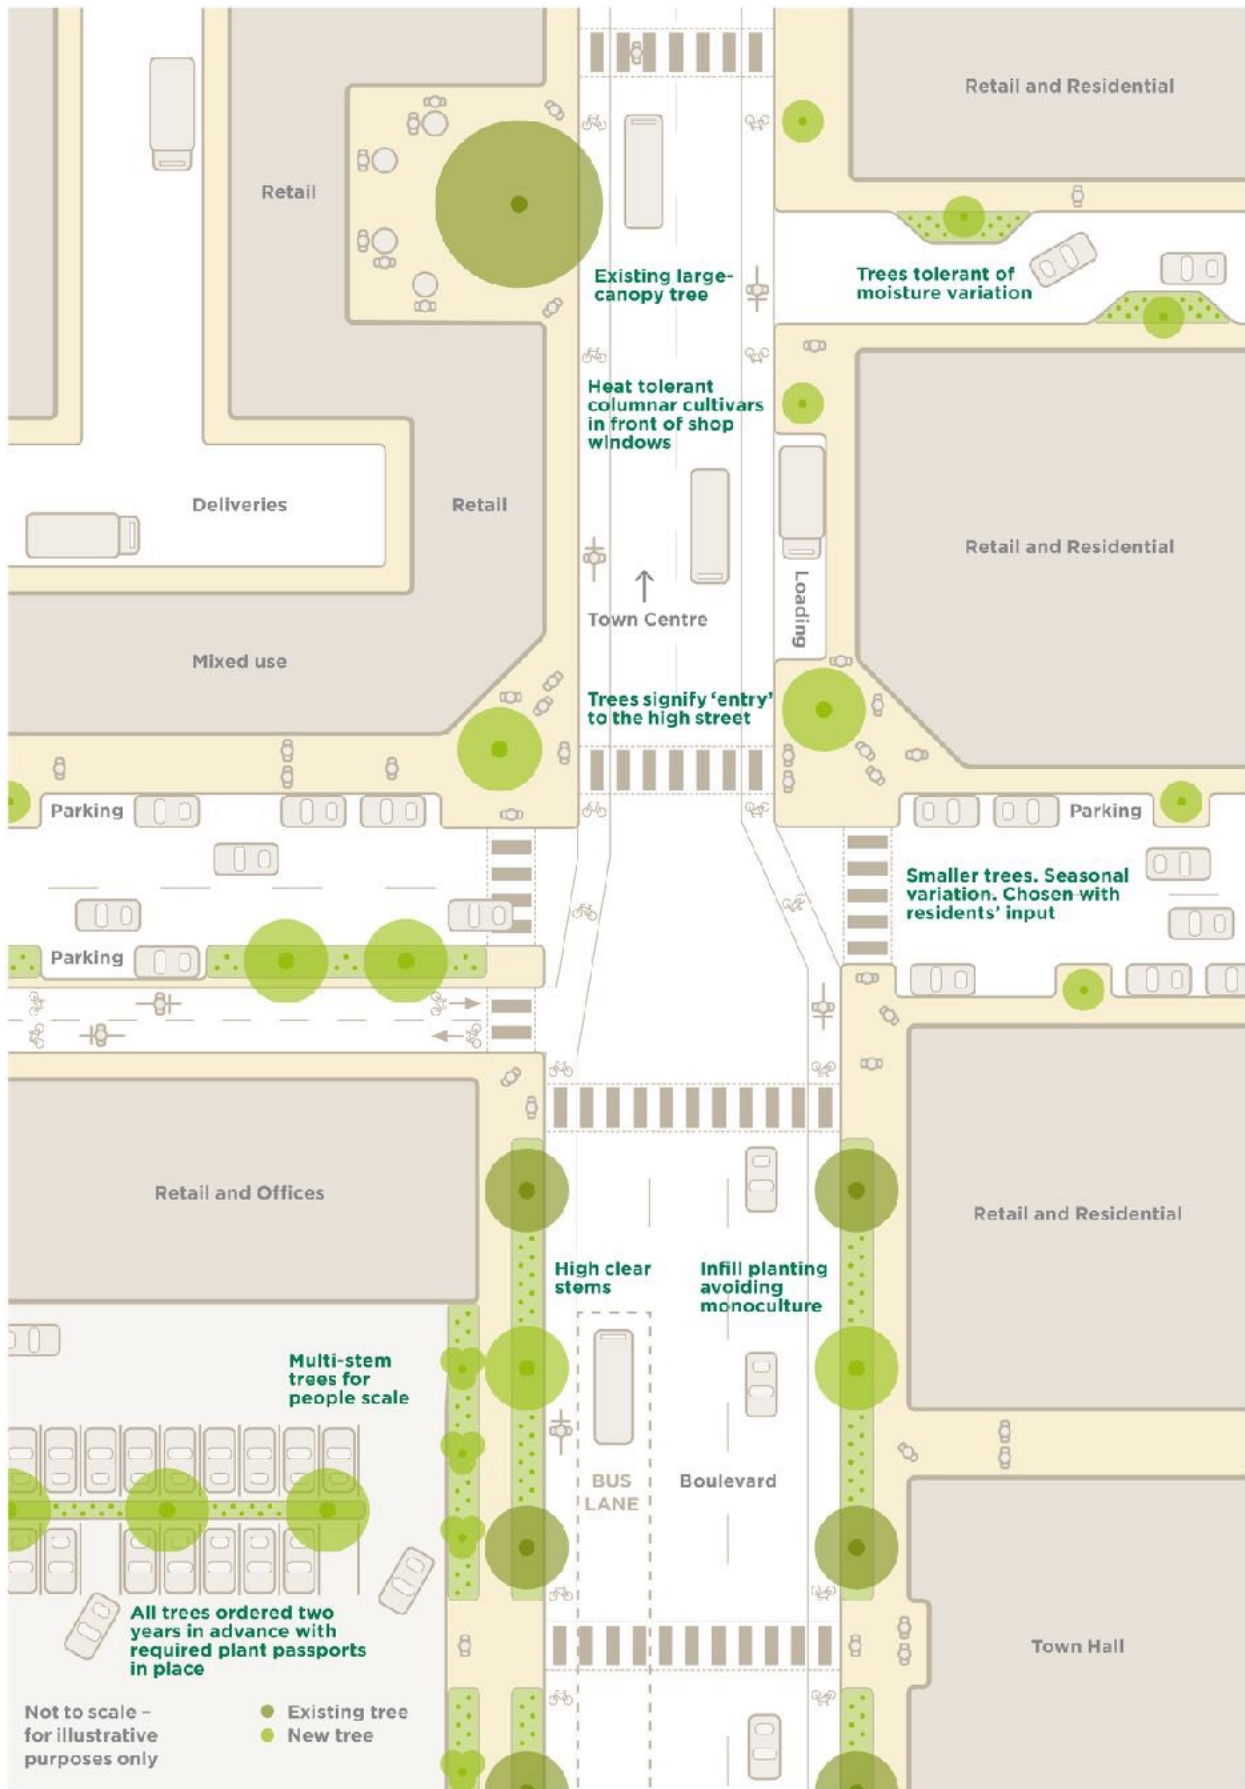 Retail and Residential
Retail
Existing large-
canopy tree
Trees tolerant of
moisture variation
Heat tolerant
columnar cultivars
in front of shop
windows
Deliveries
Retail
Retail and Residential
Loading
Town Centre
Mixed use
Trees signify ‘entry’
to the high street
Parking
Parking
Smaller trees. Seasonal
variation. Chosen with
residents’ input
Parking
Retail and Offices
Retail and Residential
High clear
stems
Infill planting
avoiding
monoculture
Multi-stem
trees for
people scale
BUS
LANE
Boulevard
All trees ordered two
years in advance with
required plant passports
in place
Town Hall
Not to scale –
for illustrative
purposes only
Existing tree
New tree